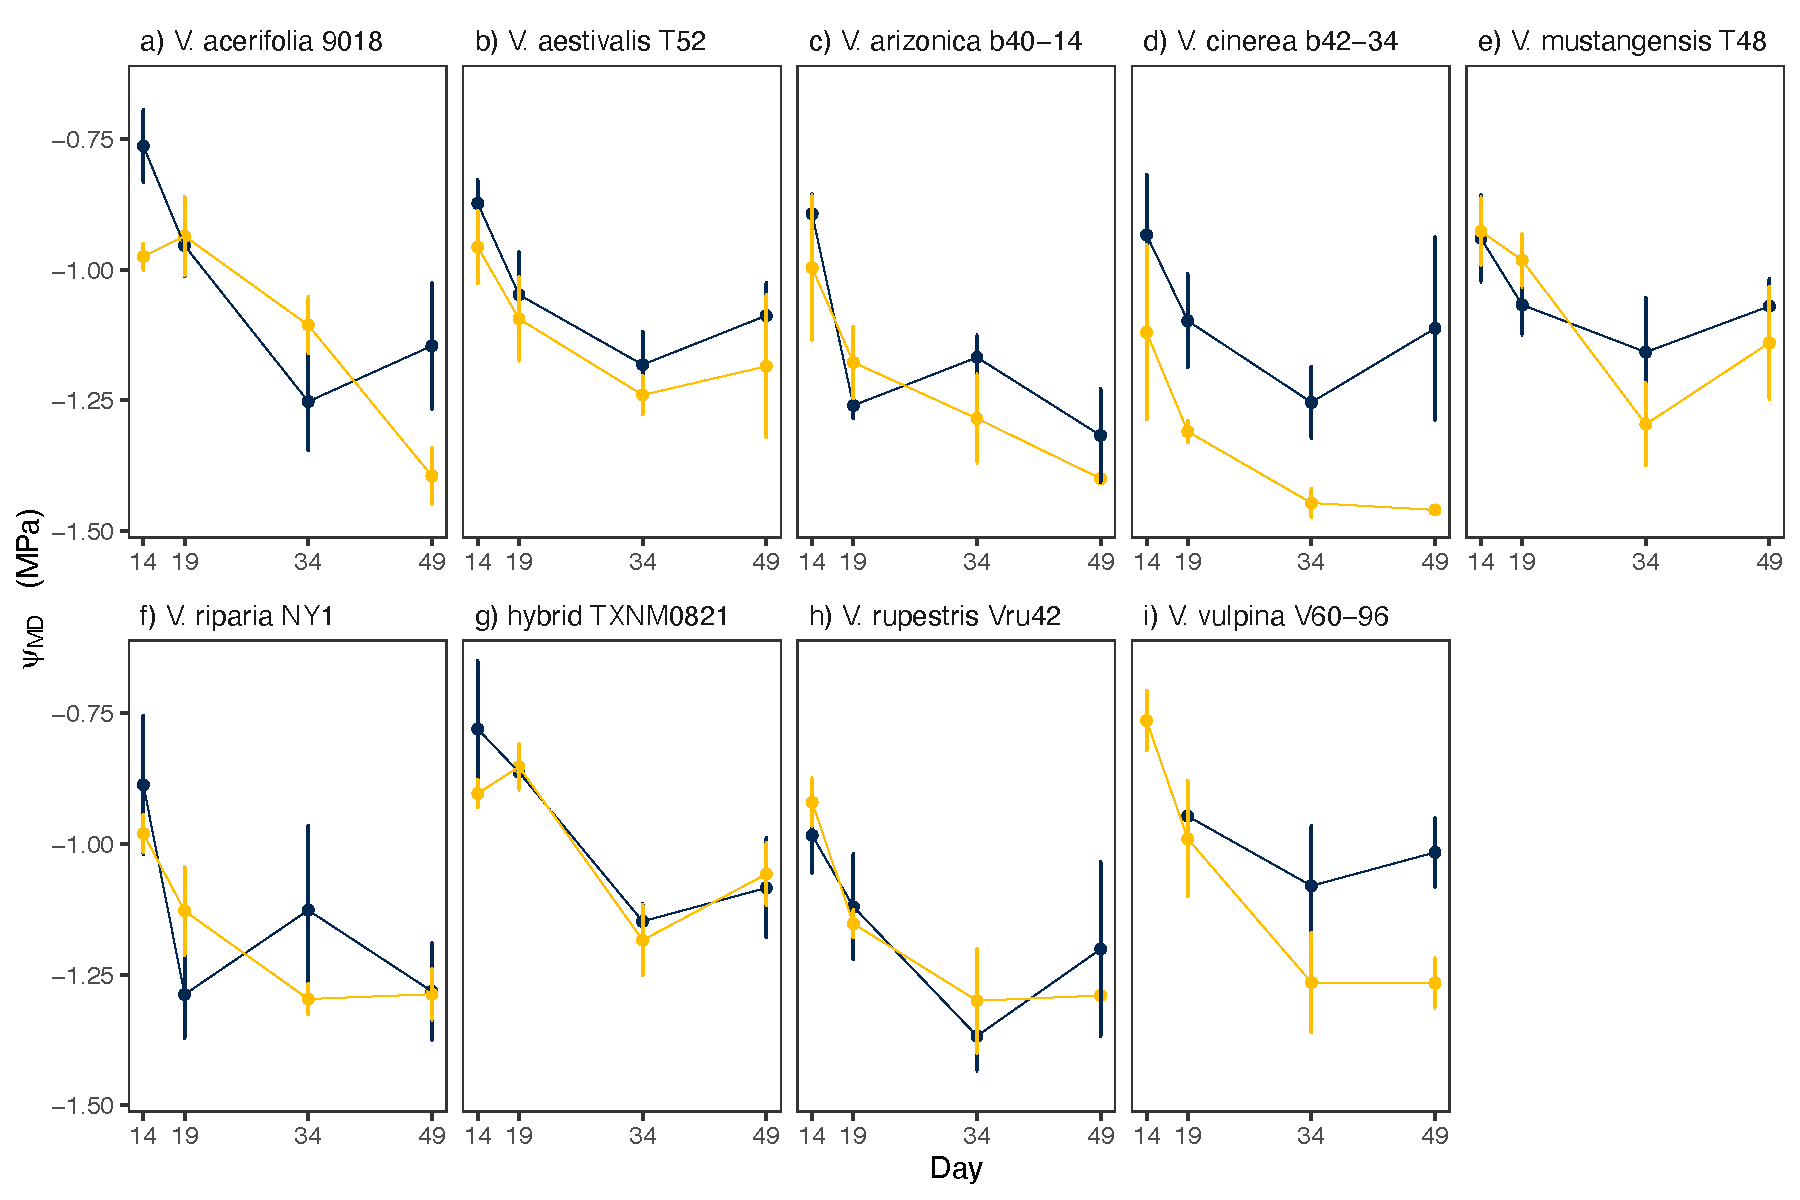 a) V. acerifolia 9018
b) V. aestivalis T52
c) V. arizonica b40−14
d) V. cinerea b42−34
e) V. mustangensis T48
−0.75
−1.00
−1.25
−1.50
14 19 34 49
14 19 34 49
14 19 34 49
14 19 34 49
14 19 34 49
ψMD (MPa)
f) V. riparia NY1
g) hybrid TXNM0821
h) V. rupestris Vru42
i) V. vulpina V60−96
−0.75
−1.00
−1.25
−1.50
14 19 34 49
14 19 34 49
14 19 34 49
14 19 34 49
Day